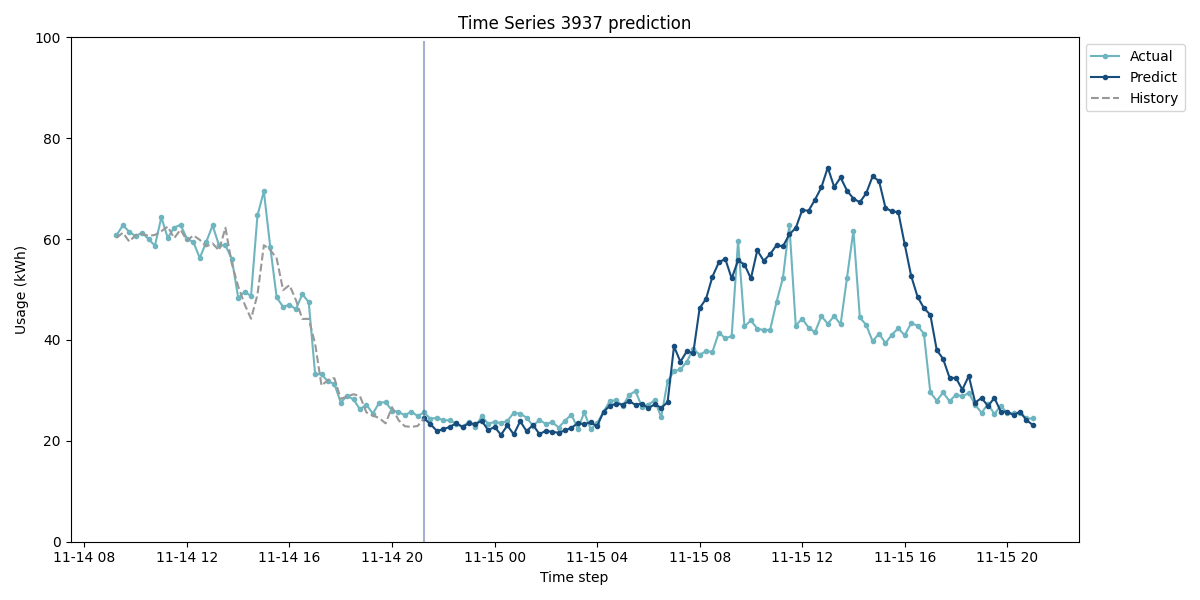 Time Series 3937 prediction
Usage (kWh)
100
80
60
40
20
0
11-14 08
11-14 12
11-14 16
11-14 20
11-15 00
11-15 04
11-15 08
11-15 12
11-15 16
11-15 20
Time step
Actual
Predict
History